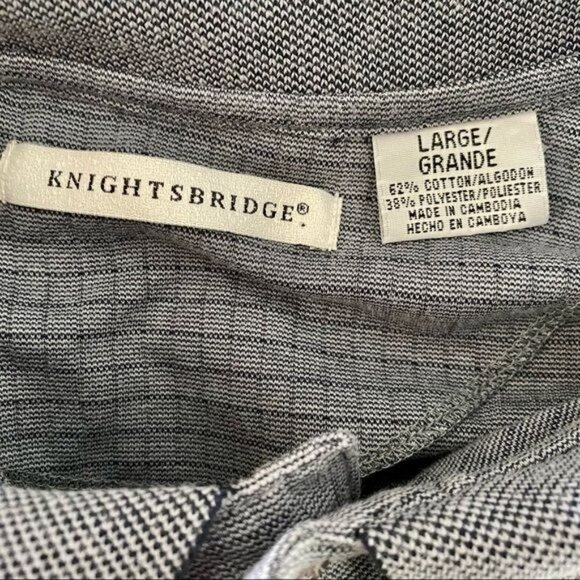 KNIGHTSBRIDGE®
LARGE/
GRANDE
62% COTTON/ALGODON
38% POLYESTER/POLIESTER
MADE IN CAMBODIA
HECHO EN CAMBOYA